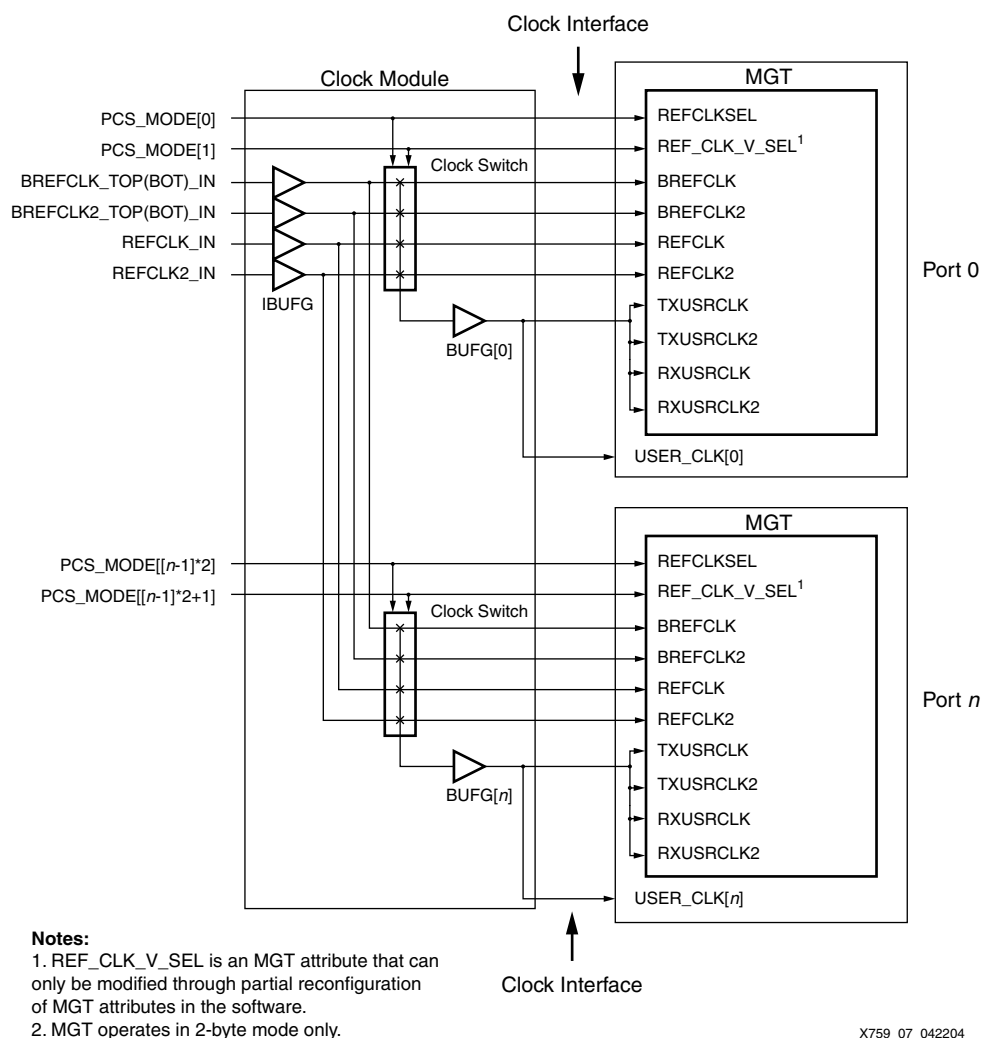 Clock Interface
Clock Module
MGT
PCS_MODE[0]
REFCLKSEL
PCS_MODE[1]
REF_CLK_V_SEL1
Clock Switch
BREFCLK_TOP(BOT)_IN
BREFCLK
BREFCLK2_TOP(BOT)_IN
BREFCLK2
REFCLK_IN
REFCLK
REFCLK2_IN
REFCLK2
Port 0
IBUFG
TXUSRCLK
BUFG[0]
TXUSRCLK2
RXUSRCLK
RXUSRCLK2
USER_CLK[0]
MGT
PCS_MODE[[n-1]*2]
REFCLKSEL
PCS_MODE[[n-1]*2+1]
REF_CLK_V_SEL1
Clock Switch
BREFCLK
BREFCLK2
REFCLK
REFCLK2
Port n
TXUSRCLK
BUFG[n]
TXUSRCLK2
RXUSRCLK
RXUSRCLK2
USER_CLK[n]
Notes:
1. REF_CLK_V_SEL is an MGT attribute that can
only be modified through partial reconfiguration
of MGT attributes in the software.
2. MGT operates in 2-byte mode only.
Clock Interface
X759_07_042204